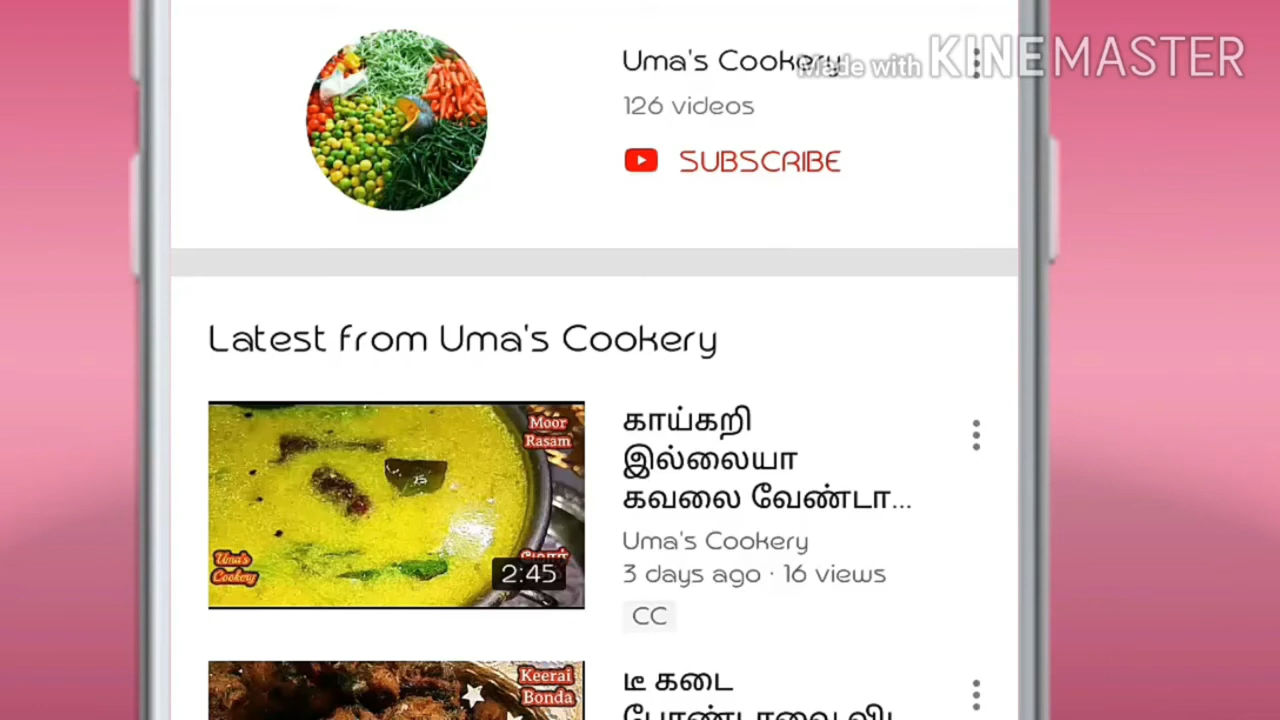 Uma's Cookery
Made with KINEMASTER
126 videos
SUBSCRIBE
Latest from Uma's Cookery
Moor
Rasam
Uma's
Cookery
மோர்
2:45
காய்கறி
இல்லையா
கவலை வேண்டா...
Uma's Cookery
3 days ago · 16 views
CC
Keerai
Bonda
டீ கடை